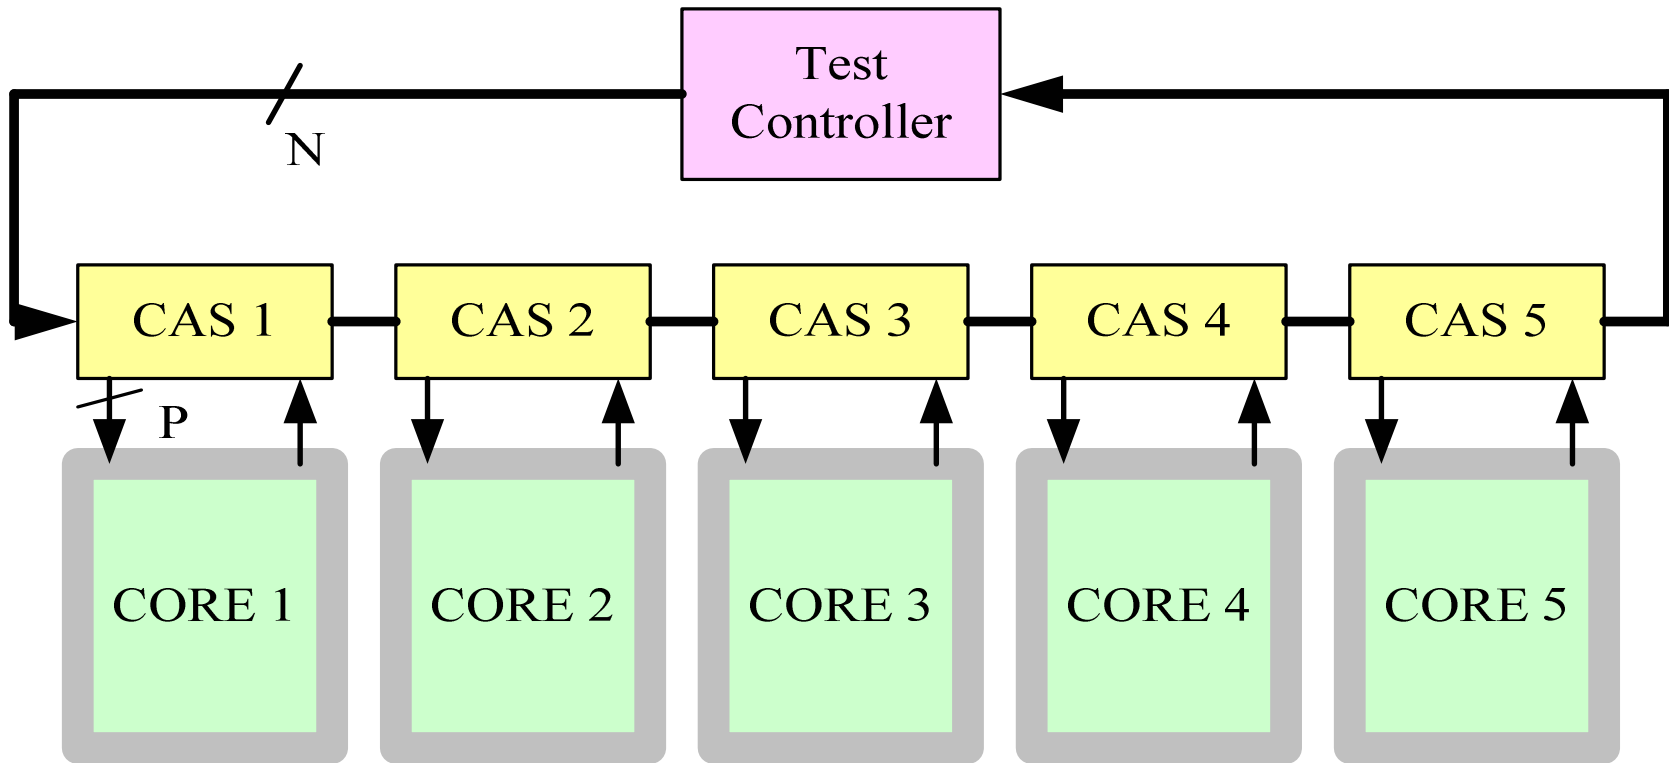 Test
Controller
N
CAS 1
CAS 2
CAS 3
CAS 4
CAS 5
P
CORE 1
CORE 2
CORE 3
CORE 4
CORE 5